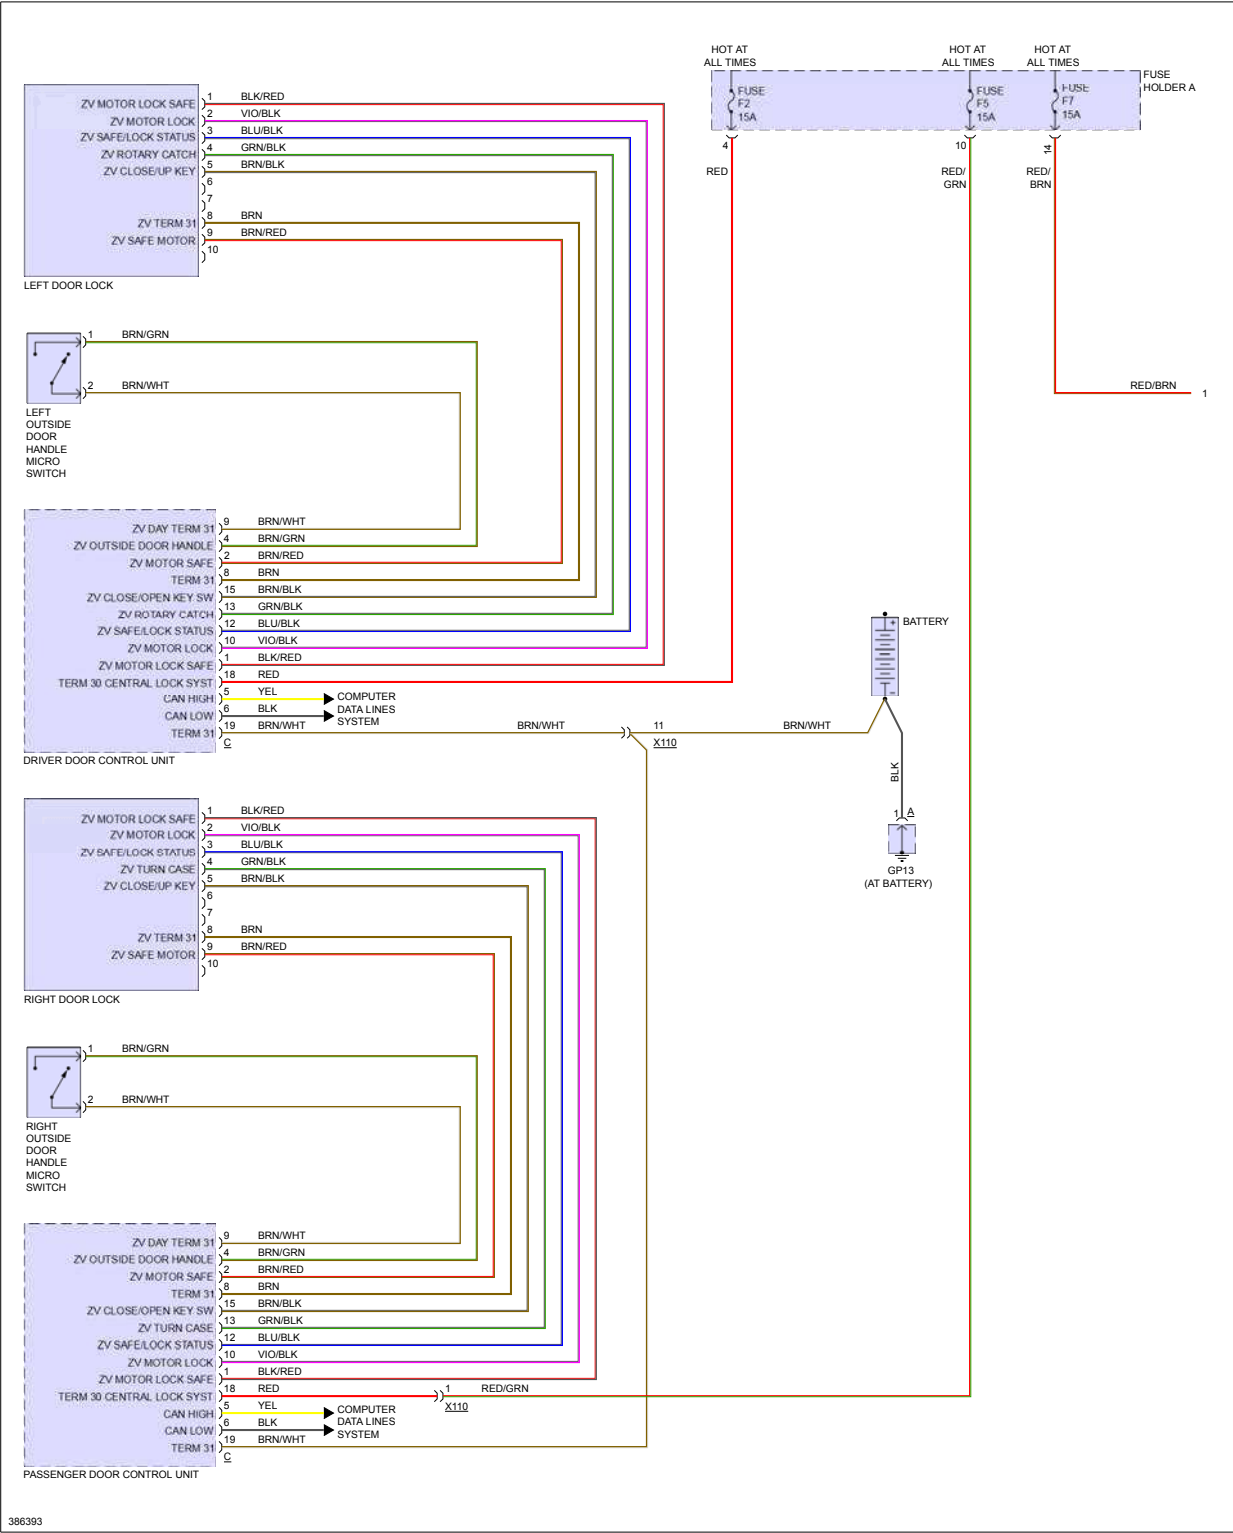 HOT AT
ALL TIMES
HOT AT
ALL TIMES
HOT AT
ALL TIMES
FUSE
HOLDER A
FUSE
F2
15A
FUSE
F5
15A
FUSE
F7
15A
4
10
14
RED
RED/
GRN
RED/
BRN
RED/BRN
1
ZV MOTOR LOCK SAFE 1 BLK/RED
ZV MOTOR LOCK 2 VIO/BLK
ZV SAFE/LOCK STATUS 3 BLU/BLK
ZV ROTARY CATCH 4 GRN/BLK
ZV CLOSE/UP KEY 5 BRN/BLK
6
7
ZV TERM 31 8 BRN
ZV SAFE MOTOR 9 BRN/RED
10
LEFT DOOR LOCK
1 BRN/GRN
2 BRN/WHT
LEFT
OUTSIDE
DOOR
HANDLE
MICRO
SWITCH
ZV DAY TERM 31 9 BRN/WHT
ZV OUTSIDE DOOR HANDLE 4 BRN/GRN
ZV MOTOR SAFE 2 BRN/RED
TERM 31 8 BRN
ZV CLOSE/OPEN KEY SW 15 BRN/BLK
ZV ROTARY CATCH 13 GRN/BLK
ZV SAFE/LOCK STATUS 12 BLU/BLK
ZV MOTOR LOCK 10 VIO/BLK
ZV MOTOR LOCK SAFE 1 BLK/RED
TERM 30 CENTRAL LOCK SYST 18 RED
CAN HIGH 5 YEL
CAN LOW 6 BLK
COMPUTER
DATA LINES
SYSTEM
TERM 31 19 BRN/WHT BRN/WHT 11 BRN/WHT
C
X110
DRIVER DOOR CONTROL UNIT
BATTERY
+
-
BLK
1 A
GP13
(AT BATTERY)
ZV MOTOR LOCK SAFE 1 BLK/RED
ZV MOTOR LOCK 2 VIO/BLK
ZV SAFE/LOCK STATUS 3 BLU/BLK
ZV TURN CASE 4 GRN/BLK
ZV CLOSE/UP KEY 5 BRN/BLK
6
7
ZV TERM 31 8 BRN
ZV SAFE MOTOR 9 BRN/RED
10
RIGHT DOOR LOCK
1 BRN/GRN
2 BRN/WHT
RIGHT
OUTSIDE
DOOR
HANDLE
MICRO
SWITCH
ZV DAY TERM 31 9 BRN/WHT
ZV OUTSIDE DOOR HANDLE 4 BRN/GRN
ZV MOTOR SAFE 2 BRN/RED
TERM 31 8 BRN
ZV CLOSE/OPEN KEY SW 15 BRN/BLK
ZV TURN CASE 13 GRN/BLK
ZV SAFE/LOCK STATUS 12 BLU/BLK
ZV MOTOR LOCK 10 VIO/BLK
ZV MOTOR LOCK SAFE 1 BLK/RED
TERM 30 CENTRAL LOCK SYST 18 RED 1 RED/GRN
X110
CAN HIGH 5 YEL
CAN LOW 6 BLK
COMPUTER
DATA LINES
SYSTEM
TERM 31 19 BRN/WHT
C
PASSENGER DOOR CONTROL UNIT
386393